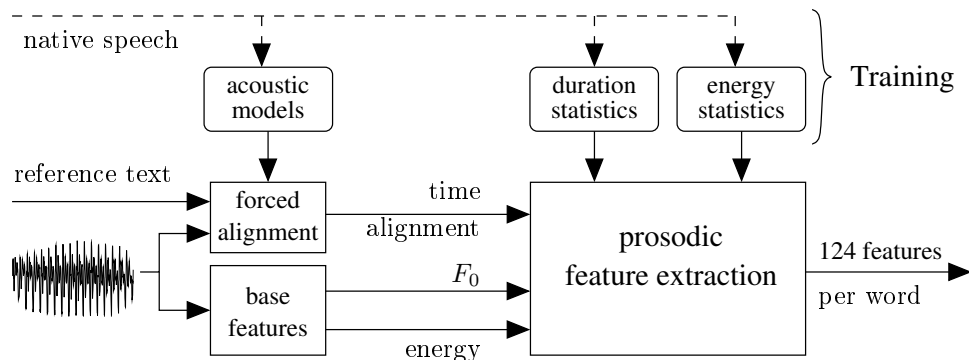 native speech
acoustic
models
duration
statistics
energy
statistics
Training
reference text
forced
alignment
time
alignment
prosodic
feature extraction
124 features
per word
base
features
F₀
energy